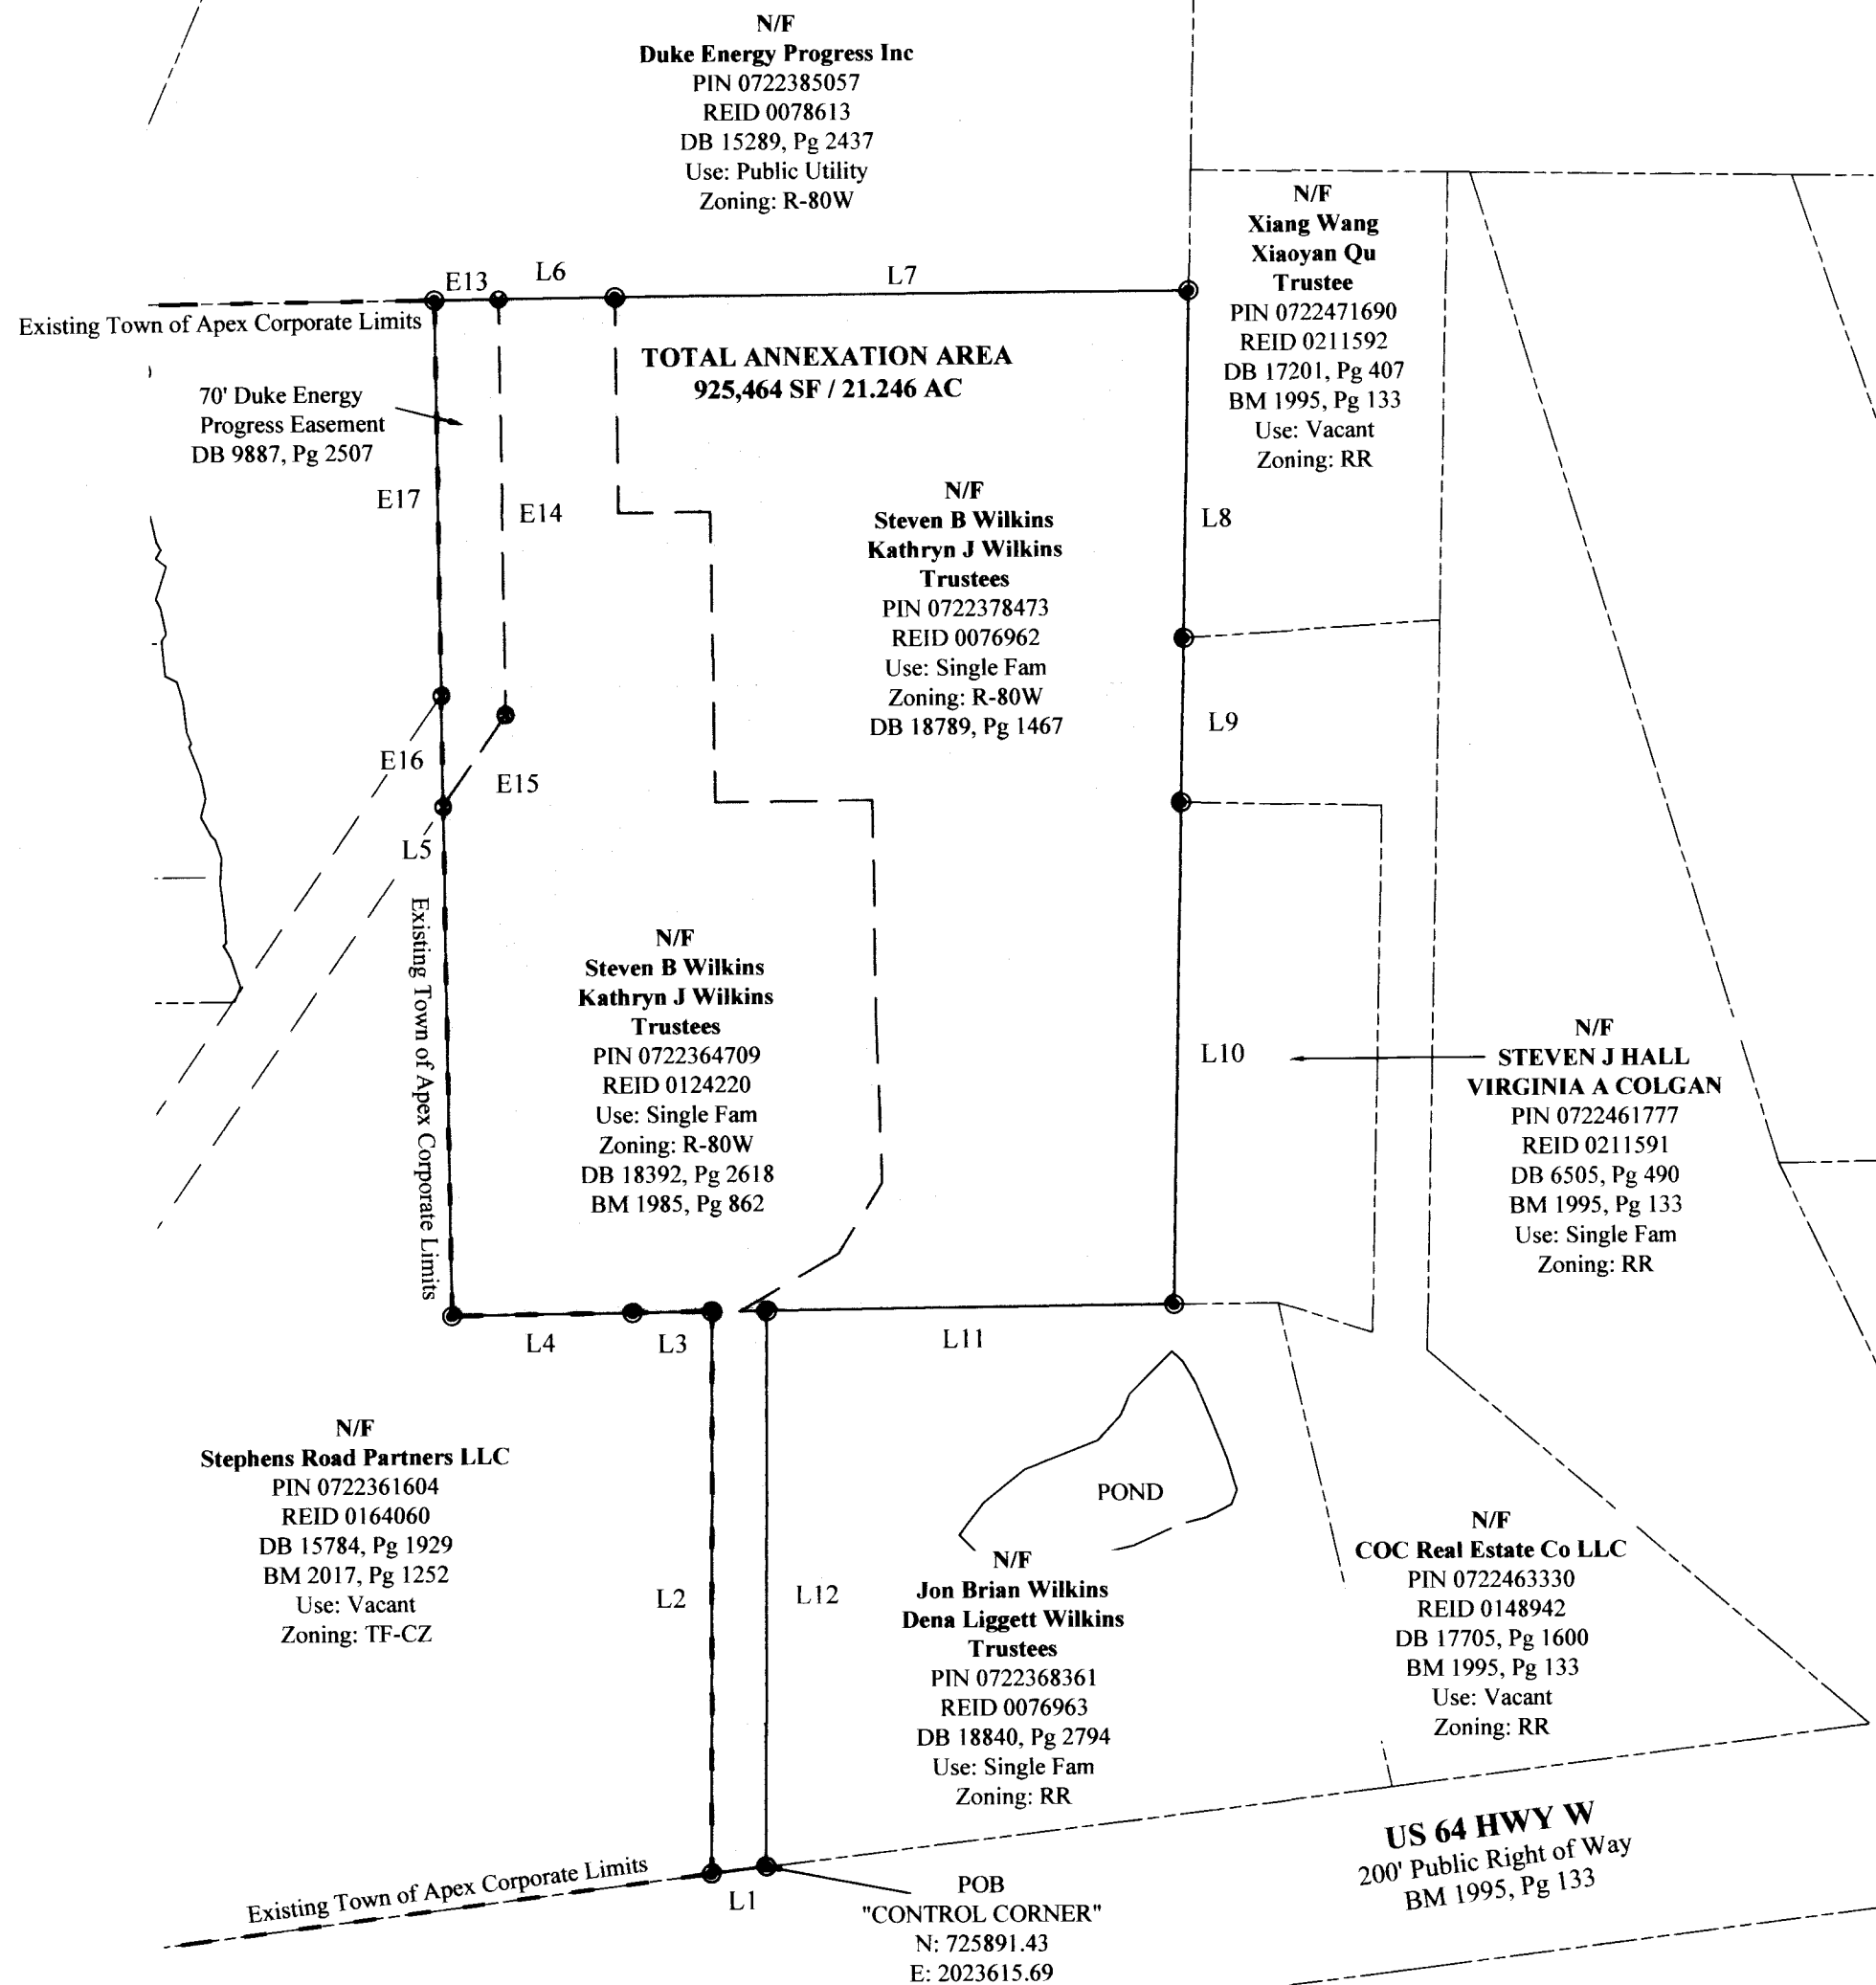 N/F
Duke Energy Progress Inc
PIN 0722385057
REID 0078613
DB 15289, Pg 2437
Use: Public Utility
Zoning: R-80W
N/F
Xiang Wang
Xiaoyan Qu
Trustee
PIN 0722471690
REID 0211592
DB 17201, Pg 407
BM 1995, Pg 133
Use: Vacant
Zoning: RR
E13
L6
L7
Existing Town of Apex Corporate Limits
TOTAL ANNEXATION AREA
925,464 SF / 21.246 AC
70' Duke Energy
Progress Easement
DB 9887, Pg 2507
E17
E14
N/F
Steven B Wilkins
Kathryn J Wilkins
Trustees
PIN 0722378473
REID 0076962
Use: Single Fam
Zoning: R-80W
DB 18789, Pg 1467
L8
L9
E16
E15
L5
Existing Town of Apex Corporate Limits
N/F
Steven B Wilkins
Kathryn J Wilkins
Trustees
PIN 0722364709
REID 0124220
Use: Single Fam
Zoning: R-80W
DB 18392, Pg 2618
BM 1985, Pg 862
L10
N/F
STEVEN J HALL
VIRGINIA A COLGAN
PIN 0722461777
REID 0211591
DB 6505, Pg 490
BM 1995, Pg 133
Use: Single Fam
Zoning: RR
L4
L3
L11
N/F
Stephens Road Partners LLC
PIN 0722361604
REID 0164060
DB 15784, Pg 1929
BM 2017, Pg 1252
Use: Vacant
Zoning: TF-CZ
POND
L2
L12
N/F
Jon Brian Wilkins
Dena Liggett Wilkins
Trustees
PIN 0722368361
REID 0076963
DB 18840, Pg 2794
Use: Single Fam
Zoning: RR
N/F
COC Real Estate Co LLC
PIN 0722463330
REID 0148942
DB 17705, Pg 1600
BM 1995, Pg 133
Use: Vacant
Zoning: RR
US 64 HWY W
200' Public Right of Way
BM 1995, Pg 133
Existing Town of Apex Corporate Limits
L1
POB
"CONTROL CORNER"
N: 725891.43
E: 2023615.69